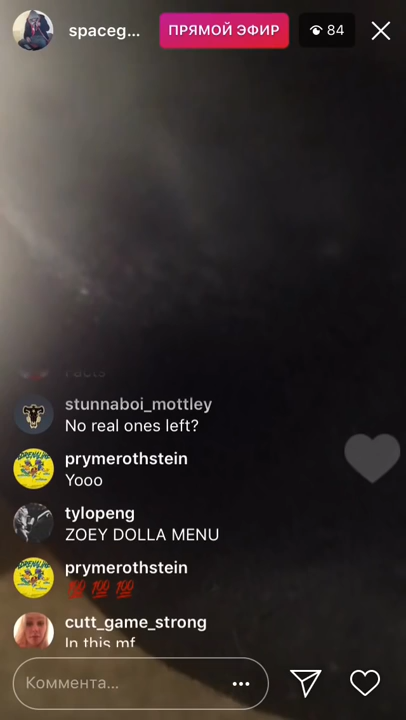 spaceg...
ПРЯМОЙ ЭФИР
84
Facts
stunnaboi_mottley
No real ones left?
prymerothstein
Yooo
tylopeng
ZOEY DOLLA MENU
prymerothstein
💯 💯 💯
cutt_game_strong
In this mf
Коммента...